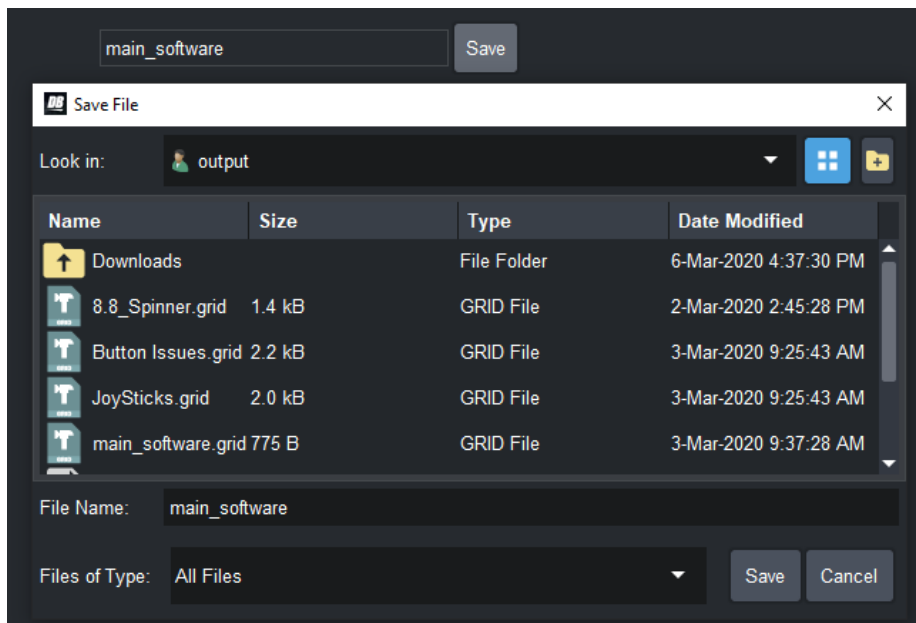 main_software Save
DB Save File
Look in: output
Name Size Type Date Modified
Downloads File Folder 6-Mar-2020 4:37:30 PM
8.8_Spinner.grid 1.4 kB GRID File 2-Mar-2020 2:45:28 PM
Button Issues.grid 2.2 kB GRID File 3-Mar-2020 9:25:43 AM
JoySticks.grid 2.0 kB GRID File 3-Mar-2020 9:25:43 AM
main_software.grid 775 B GRID File 3-Mar-2020 9:37:28 AM
File Name: main_software
Files of Type: All Files Save Cancel